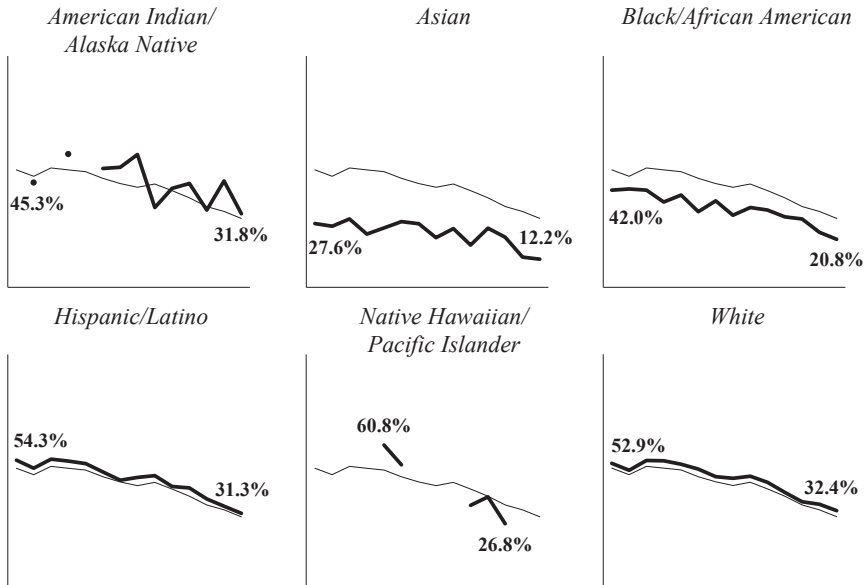 American Indian/
Alaska Native
45.3%
31.8%
Asian
27.6%
12.2%
Black/African American
42.0%
20.8%
Hispanic/Latino
54.3%
31.3%
Native Hawaiian/
Pacific Islander
60.8%
26.8%
White
52.9%
32.4%